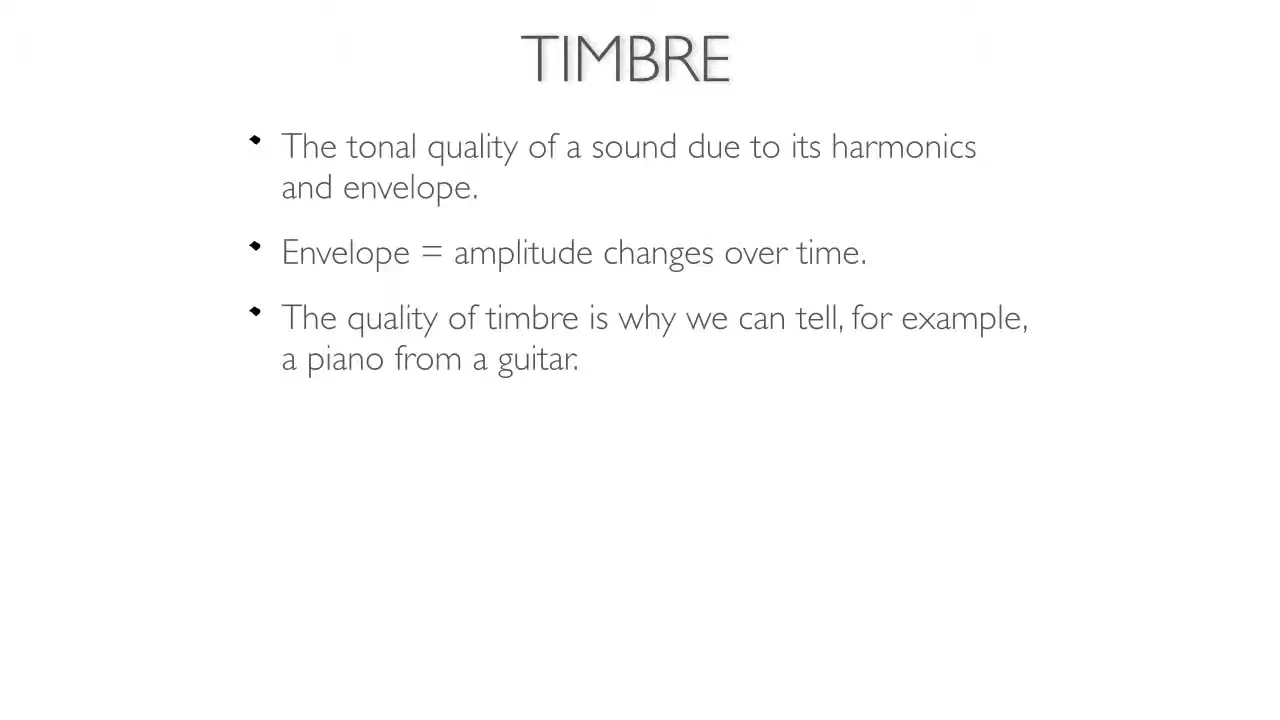 TIMBRE
• The tonal quality of a sound due to its harmonics
and envelope.
• Envelope = amplitude changes over time.
• The quality of timbre is why we can tell, for example,
a piano from a guitar.